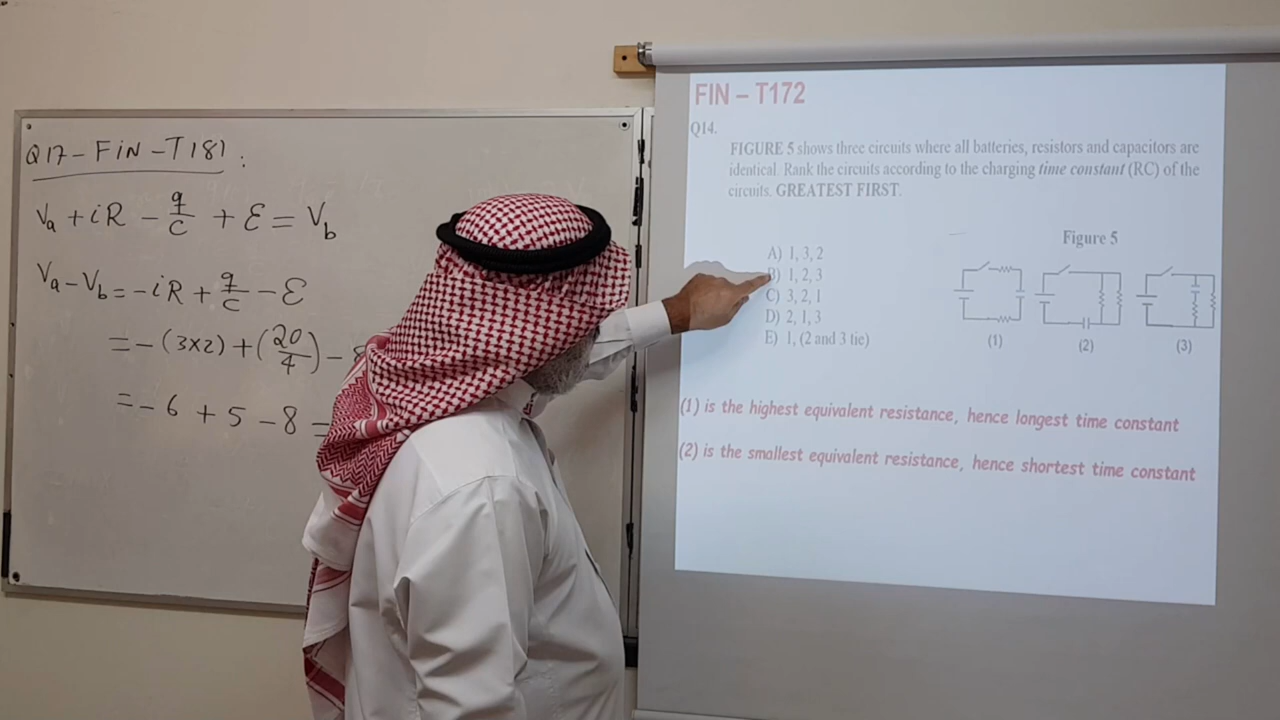 Q17 - FIN - T181 :
Va + iR - q/C + ℰ = Vb
Va - Vb = - iR + q/C - ℰ
= - (3x2) + (20/4) -
= - 6 + 5 - 8 =
FIN – T172
Q14.
FIGURE 5 shows three circuits where all batteries, resistors and capacitors are
identical. Rank the circuits according to the charging time constant (RC) of the
circuits. GREATEST FIRST.
Figure 5
A) 1, 3, 2
B) 1, 2, 3
C) 3, 2, 1
D) 2, 1, 3
E) 1, (2 and 3 tie)
(1) (2) (3)
(1) is the highest equivalent resistance, hence longest time constant
(2) is the smallest equivalent resistance, hence shortest time constant